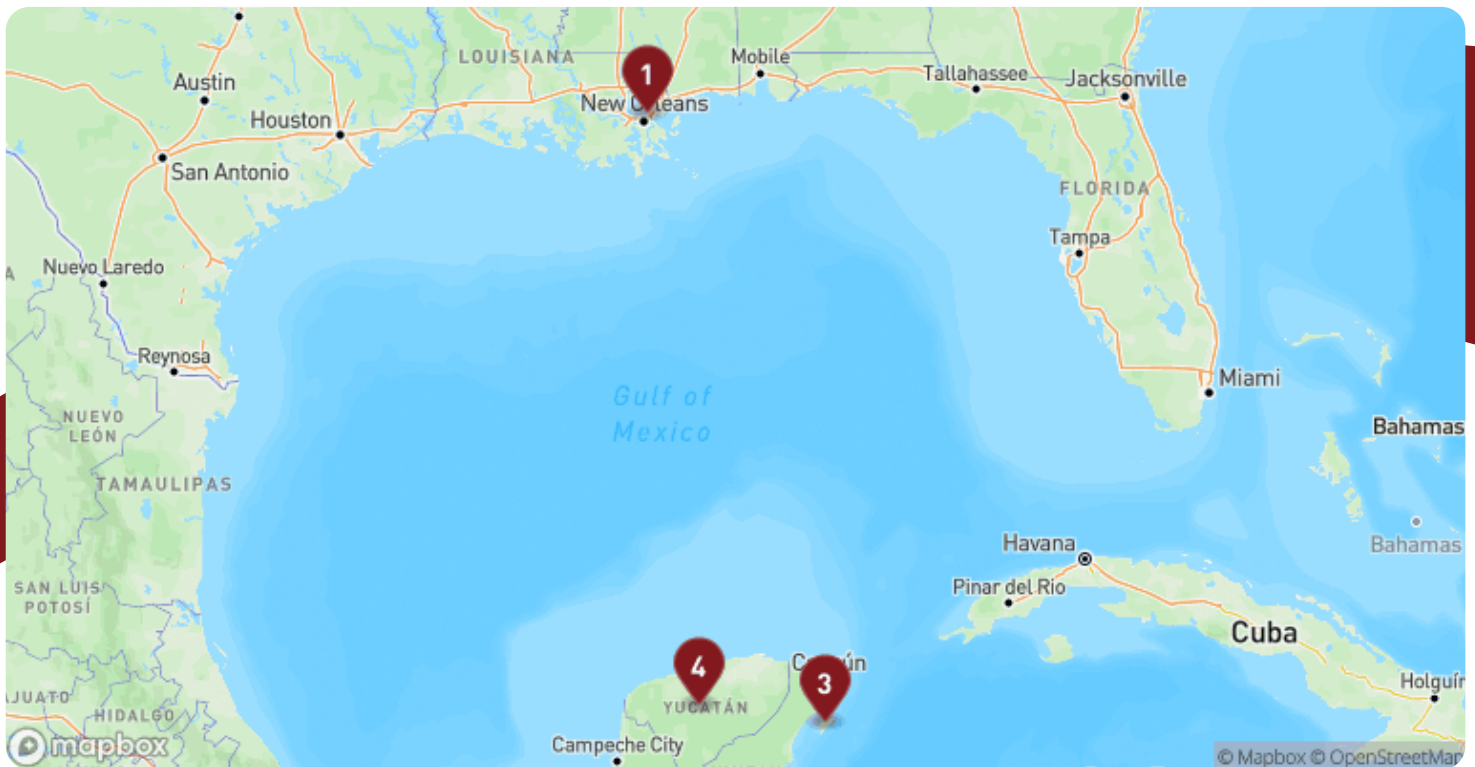 LOUISIANA
Mobile
1
Austin
Tallahassee
Jacksonville
New Orleans
Houston
San Antonio
FLORIDA
Tampa
A
Nuevo Laredo
Reynosa
Miami
Gulf of
Mexico
NUEVO
LEÓN
Bahamas
TAMAULIPAS
Havana
Bahamas
SAN LUIS
POTOSÍ
Pinar del Río
Cuba
4
Cancún
3
Holguín
AJUATO
YUCATÁN
HIDALGO
Campeche City
mapbox
© Mapbox © OpenStreetMap